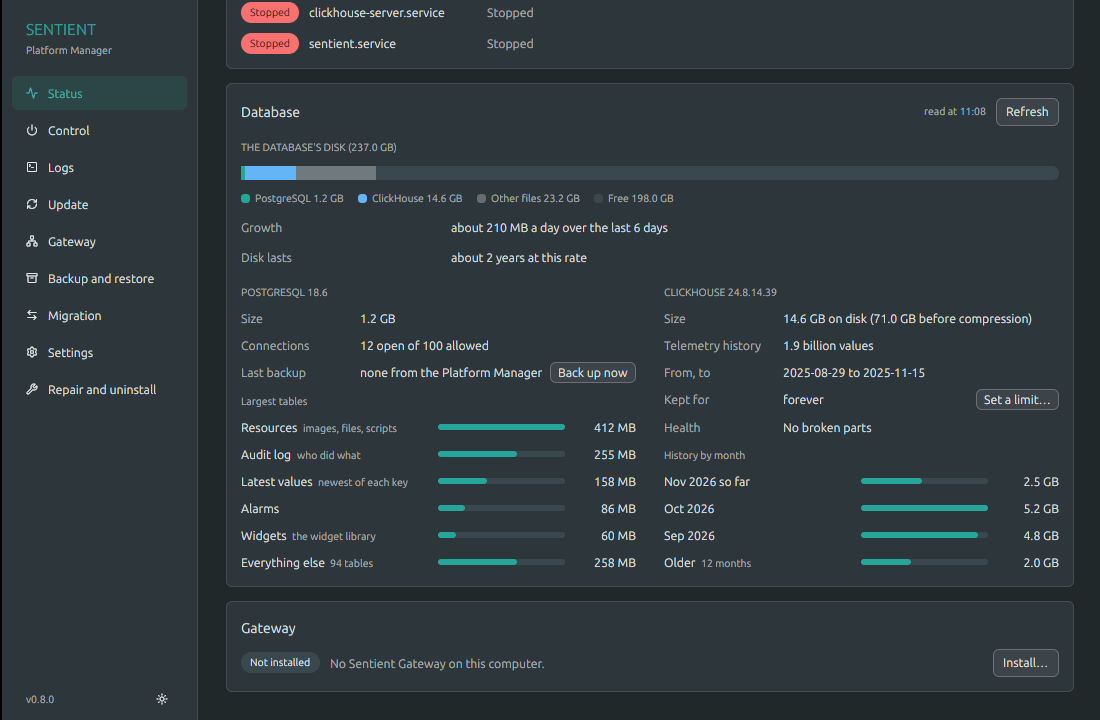 SENTIENT
Platform Manager
Status
Control
Logs
Update
Gateway
Backup and restore
Migration
Settings
Repair and uninstall
v0.8.0
Stopped clickhouse-server.service Stopped
Stopped sentient.service Stopped
Database read at 11:08 Refresh
THE DATABASE'S DISK (237.0 GB)
PostgreSQL 1.2 GB ClickHouse 14.6 GB Other files 23.2 GB Free 198.0 GB
Growth about 210 MB a day over the last 6 days
Disk lasts about 2 years at this rate
POSTGRESQL 18.6
Size 1.2 GB
Connections 12 open of 100 allowed
Last backup none from the Platform Manager Back up now
Largest tables
Resources images, files, scripts 412 MB
Audit log who did what 255 MB
Latest values newest of each key 158 MB
Alarms 86 MB
Widgets the widget library 60 MB
Everything else 94 tables 258 MB
CLICKHOUSE 24.8.14.39
Size 14.6 GB on disk (71.0 GB before compression)
Telemetry history 1.9 billion values
From, to 2025-08-29 to 2025-11-15
Kept for forever Set a limit...
Health No broken parts
History by month
Nov 2026 so far 2.5 GB
Oct 2026 5.2 GB
Sep 2026 4.8 GB
Older 12 months 2.0 GB
Gateway
Not installed No Sentient Gateway on this computer. Install...